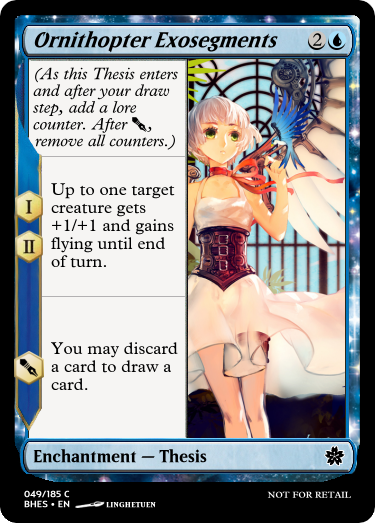 Ornithopter Exosegments 2
(As this Thesis enters
and after your draw
step, add a lore
counter. After ✒,
remove all counters.)
I
II
Up to one target
creature gets
+1/+1 and gains
flying until end
of turn.
You may discard
a card to draw a
card.
Enchantment — Thesis
049/185 C
BHES • EN LINGHETUEN
NOT FOR RETAIL